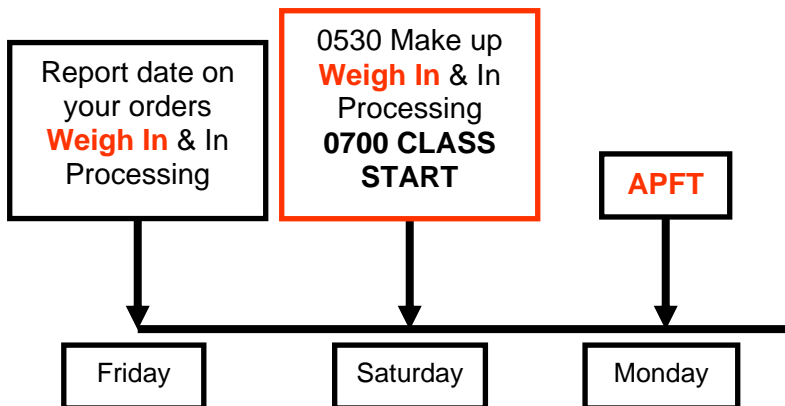 Report date on
your orders
Weigh In & In
Processing
0530 Make up
Weigh In & In
Processing
0700 CLASS
START
APFT
Friday
Saturday
Monday